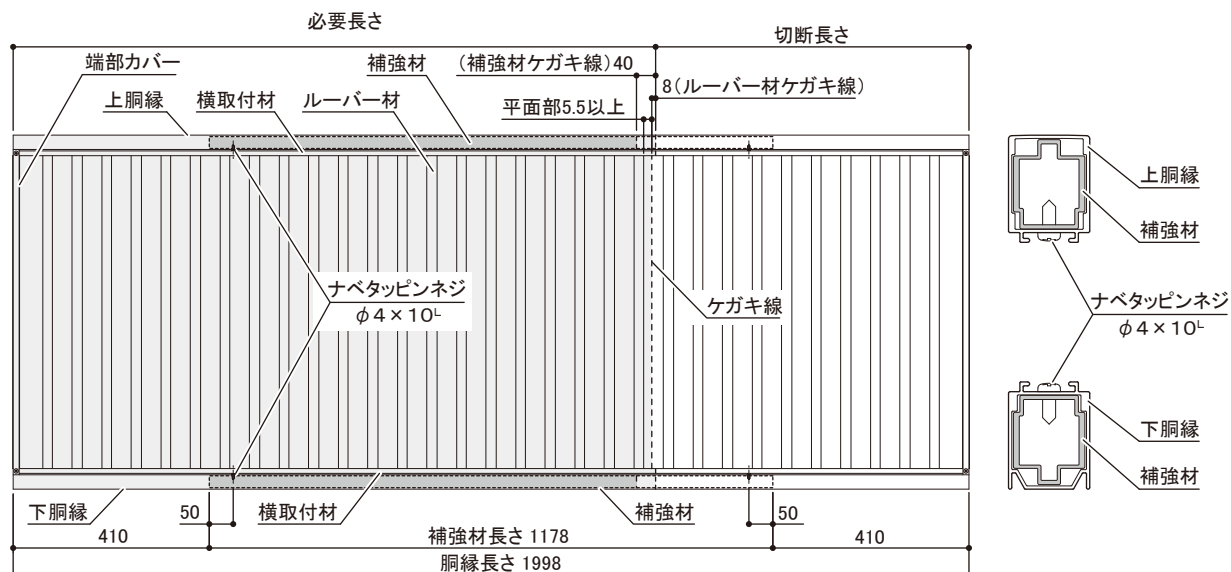 必要長さ
切断長さ
端部カバー
補強材
(補強材ケガキ線)40
上胴縁
横取付材
ルーバー材
8(ルーバー材ケガキ線)
平面部5.5以上
上胴縁
補強材
ナベタッピンネジ
φ4×10L
ケガキ線
ナベタッピンネジ
φ4×10L
下胴縁
補強材
下胴縁
50
横取付材
補強材
50
410
補強材長さ 1178
410
胴縁長さ 1998